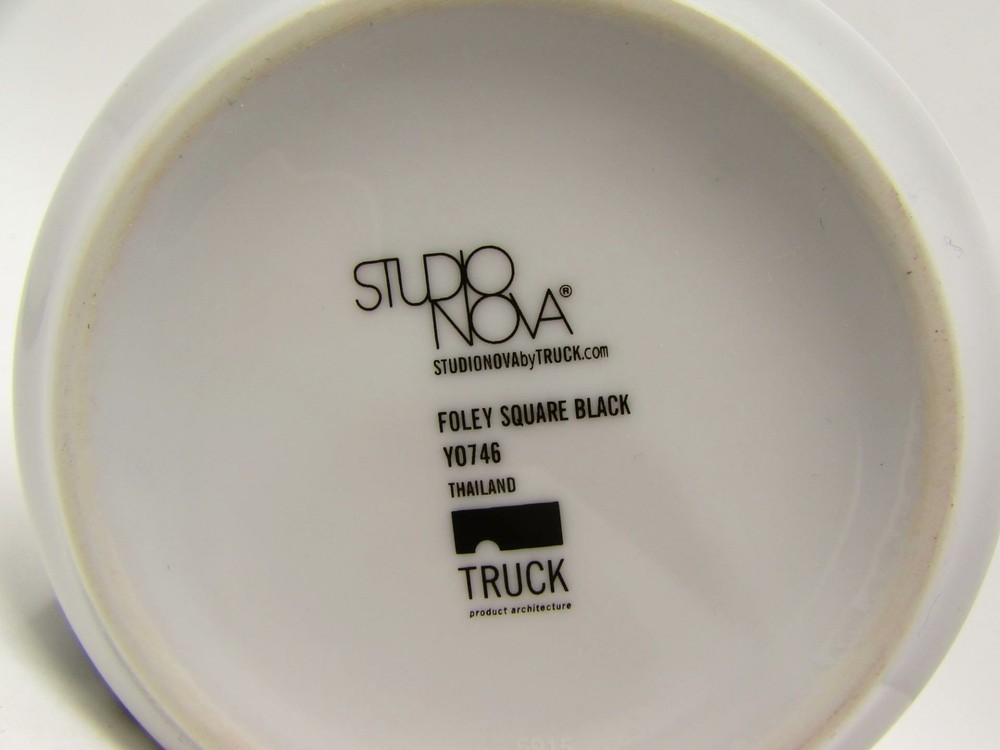 STUDIO
NOVA®
STUDIONOVAbyTRUCK.com
FOLEY SQUARE BLACK
Y0746
THAILAND
TRUCK
product architecture